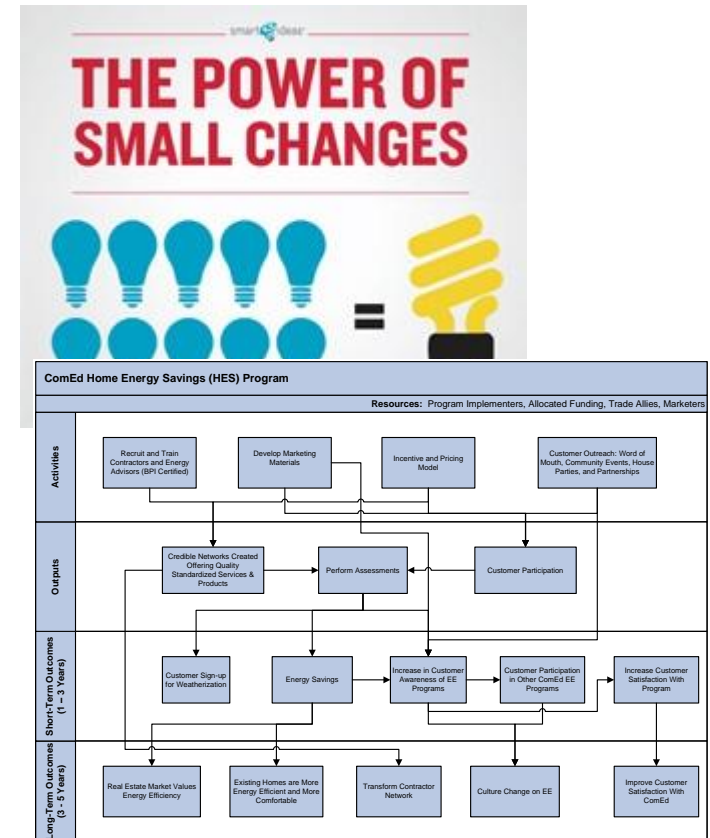 smart ideas
THE POWER OF
SMALL CHANGES
=
ComEd Home Energy Savings (HES) Program
Resources: Program Implementers, Allocated Funding, Trade Allies, Marketers
Activities
Recruit and Train
Contractors and Energy
Advisors (BPI Certified)
Develop Marketing
Materials
Incentive and Pricing
Model
Customer Outreach: Word of
Mouth, Community Events, House
Parties, and Partnerships
Outputs
Credible Networks Created
Offering Quality
Standardized Services &
Products
Perform Assessments
Customer Participation
Short-Term Outcomes
(1 – 3 Years)
Customer Sign-up
for Weatherization
Energy Savings
Increase in Customer
Awareness of EE
Programs
Customer Participation
in Other ComEd EE
Programs
Increase Customer
Satisfaction With
Program
Long-Term Outcomes
(3 - 5 Years)
Real Estate Market Values
Energy Efficiency
Existing Homes are More
Energy Efficient and More
Comfortable
Transform Contractor
Network
Culture Change on EE
Improve Customer
Satisfaction With
ComEd